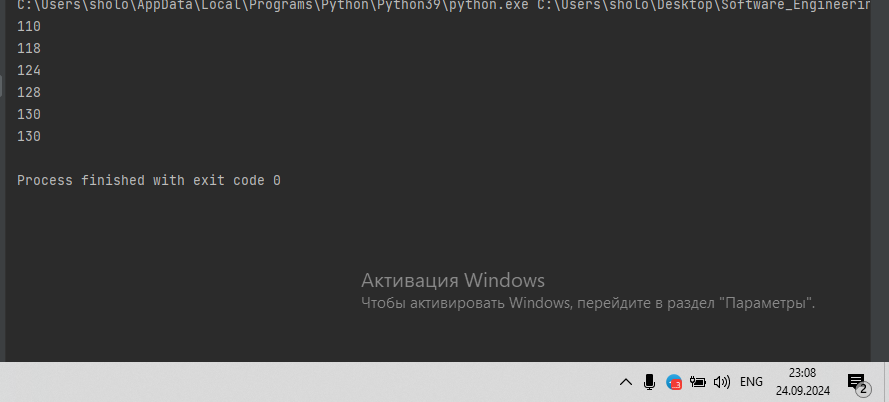 C:\Users\sholo\AppData\Local\Programs\Python\Python39\python.exe C:\Users\sholo\Desktop\Software_Engineerin
110
118
124
128
130
130
Process finished with exit code 0
Активация Windows
Чтобы активировать Windows, перейдите в раздел "Параметры".
3
ENG
23:08
24.09.2024
2